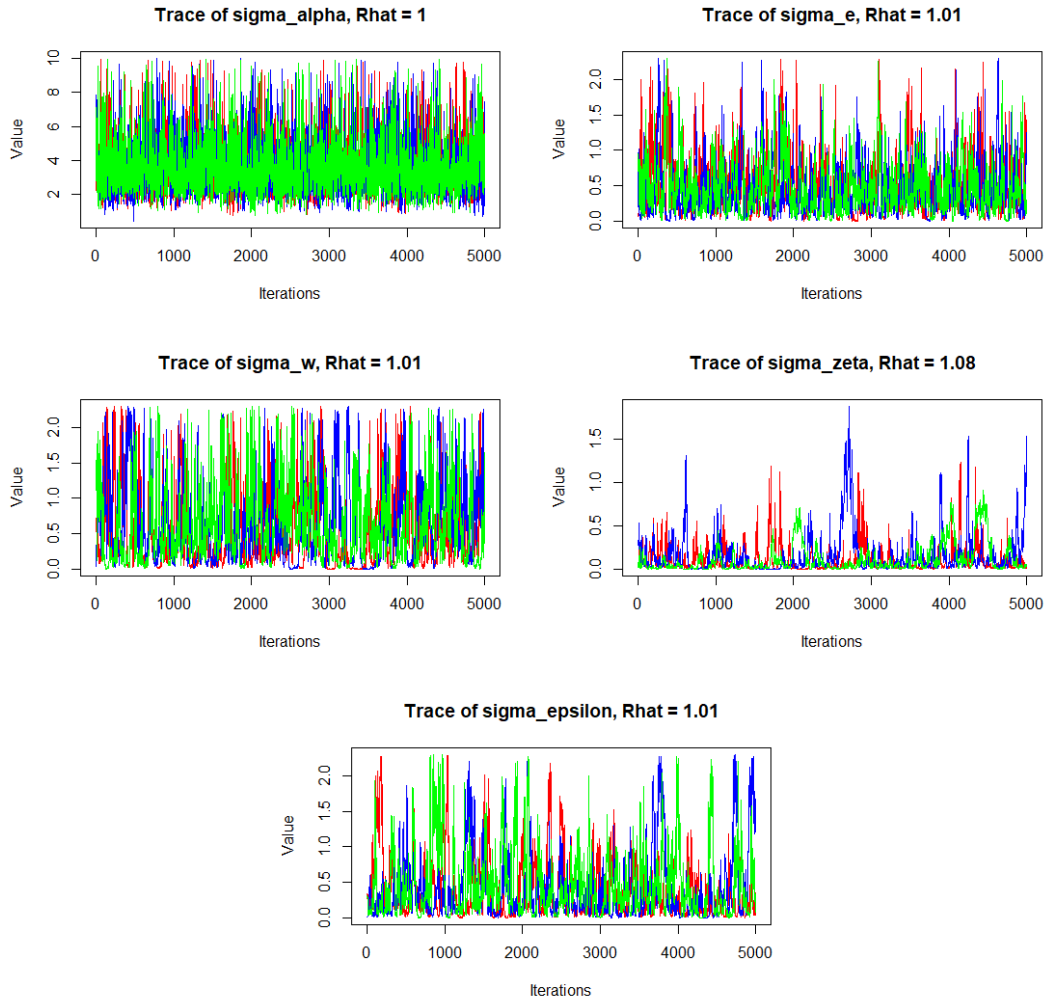 Trace of sigma_alpha, Rhat = 1
Value
2 4 6 8 10
0 1000 2000 3000 4000 5000
Iterations
Trace of sigma_e, Rhat = 1.01
Value
0.0 0.5 1.0 1.5 2.0
0 1000 2000 3000 4000 5000
Iterations
Trace of sigma_w, Rhat = 1.01
Value
0.0 0.5 1.0 1.5 2.0
0 1000 2000 3000 4000 5000
Iterations
Trace of sigma_zeta, Rhat = 1.08
Value
0.0 0.5 1.0 1.5
0 1000 2000 3000 4000 5000
Iterations
Trace of sigma_epsilon, Rhat = 1.01
Value
0.0 0.5 1.0 1.5 2.0
0 1000 2000 3000 4000 5000
Iterations